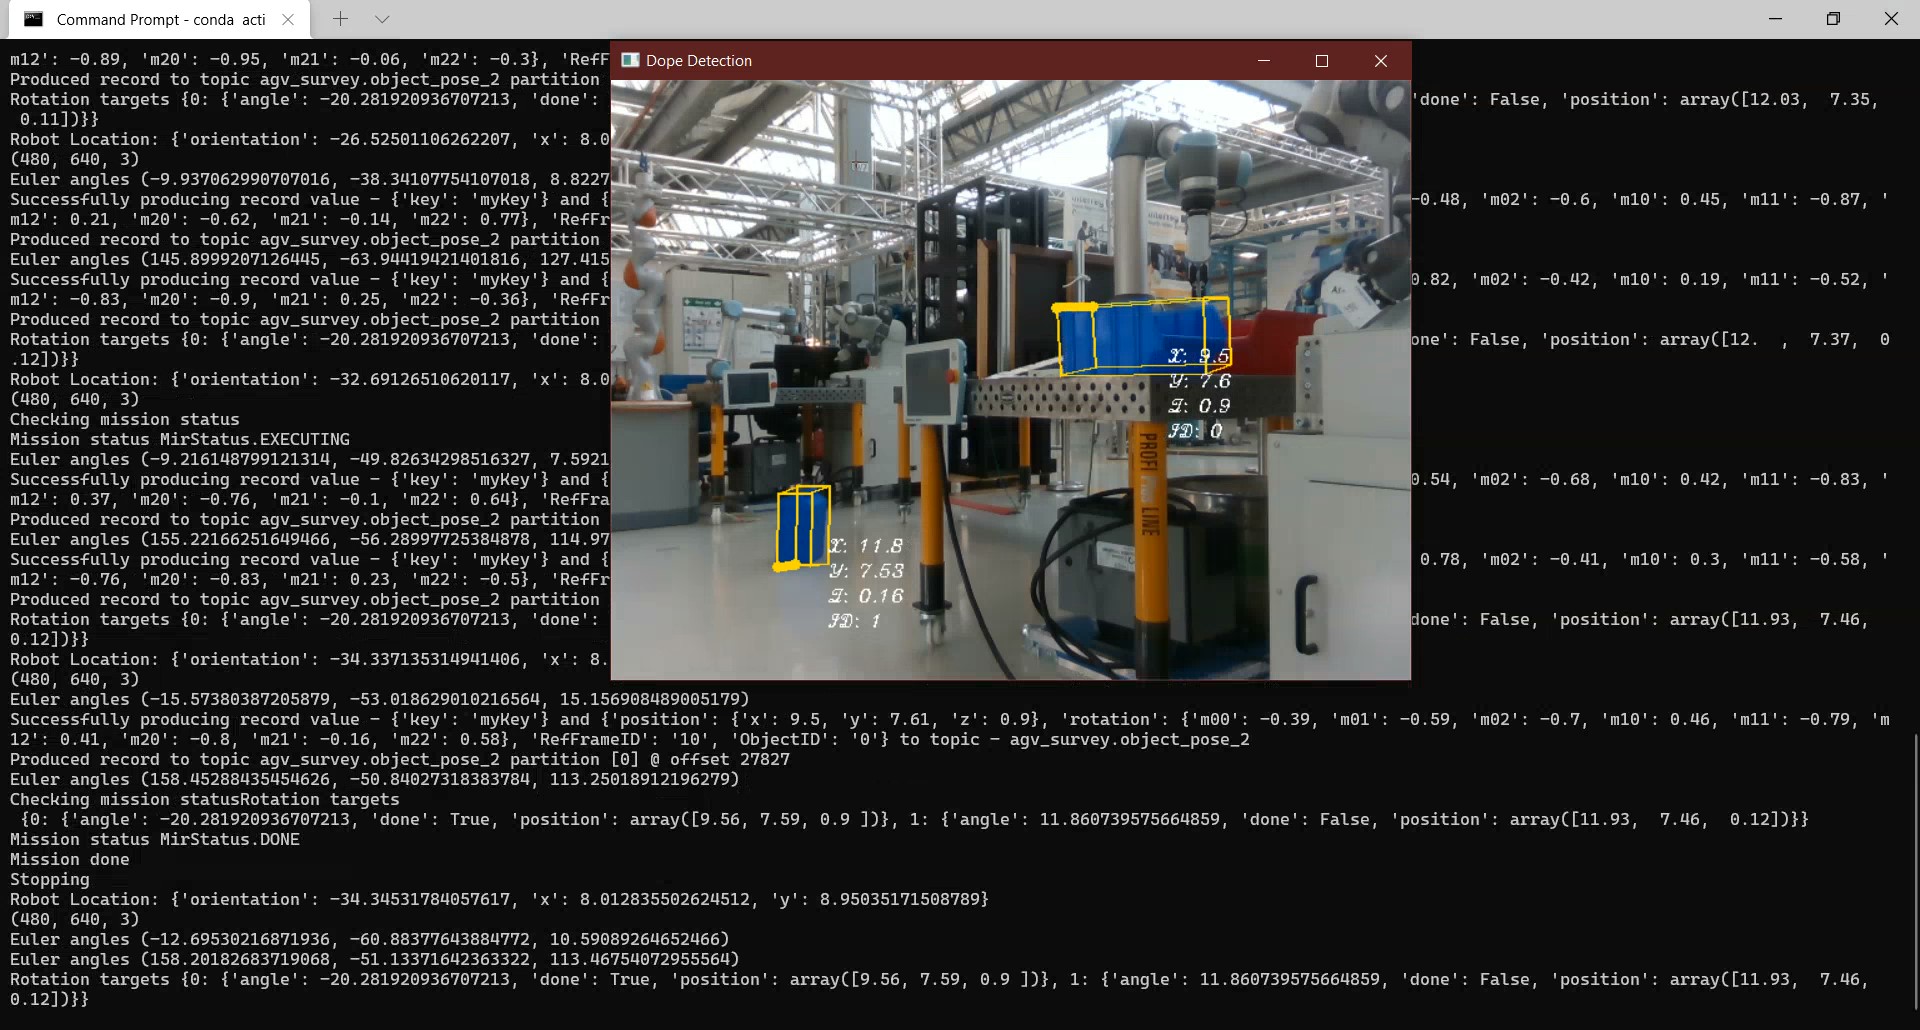 Command Prompt - conda  acti
m12': -0.89, 'm20': -0.95, 'm21': -0.06, 'm22': -0.3}, 'RefF
Dope Detection
Produced record to topic agv_survey.object_pose_2 partition
Rotation targets {0: {'angle': -20.281920936707213, 'done': 'done': False, 'position': array([12.03,  7.35,
 0.11])}}
Robot Location: {'orientation': -26.52501106262207, 'x': 8.0
(480, 640, 3)
Euler angles (-9.937062990707016, -38.34107754107018, 8.8227
Successfully producing record value - {'key': 'myKey'} and { -0.48, 'm02': -0.6, 'm10': 0.45, 'm11': -0.87, '
m12': 0.21, 'm20': -0.62, 'm21': -0.14, 'm22': 0.77}, 'RefFr
Produced record to topic agv_survey.object_pose_2 partition
Euler angles (145.8999207126445, -63.94419421401816, 127.415
Successfully producing record value - {'key': 'myKey'} and { 0.82, 'm02': -0.42, 'm10': 0.19, 'm11': -0.52, '
m12': -0.83, 'm20': -0.9, 'm21': 0.25, 'm22': -0.36}, 'RefFr
Produced record to topic agv_survey.object_pose_2 partition
Rotation targets {0: {'angle': -20.281920936707213, 'done': one': False, 'position': array([12.  ,  7.37,  0
.12])}}
Robot Location: {'orientation': -32.69126510620117, 'x': 8.0
(480, 640, 3)
Checking mission status
Mission status MirStatus.EXECUTING
Euler angles (-9.216148799121314, -49.82634298516327, 7.5921
Successfully producing record value - {'key': 'myKey'} and { 0.54, 'm02': -0.68, 'm10': 0.42, 'm11': -0.83, '
m12': 0.37, 'm20': -0.76, 'm21': -0.1, 'm22': 0.64}, 'RefFra
Produced record to topic agv_survey.object_pose_2 partition
Euler angles (155.22166251649466, -56.28997725384878, 114.97
Successfully producing record value - {'key': 'myKey'} and { 0.78, 'm02': -0.41, 'm10': 0.3, 'm11': -0.58, '
m12': -0.76, 'm20': -0.83, 'm21': 0.23, 'm22': -0.5}, 'RefFr
Produced record to topic agv_survey.object_pose_2 partition
Rotation targets {0: {'angle': -20.281920936707213, 'done': done': False, 'position': array([11.93,  7.46,
0.12])}}
Robot Location: {'orientation': -34.337135314941406, 'x': 8.
(480, 640, 3)
X: 9.5
Y: 7.6
Z: 0.9
ID: 0
PROFI Plus LINE
X: 11.8
Y: 7.53
Z: 0.16
ID: 1
Euler angles (-15.57380387205879, -53.018629010216564, 15.156908489005179)
Successfully producing record value - {'key': 'myKey'} and {'position': {'x': 9.5, 'y': 7.61, 'z': 0.9}, 'rotation': {'m00': -0.39, 'm01': -0.59, 'm02': -0.7, 'm10': 0.46, 'm11': -0.79, 'm
12': 0.41, 'm20': -0.8, 'm21': -0.16, 'm22': 0.58}, 'RefFrameID': '10', 'ObjectID': '0'} to topic - agv_survey.object_pose_2
Produced record to topic agv_survey.object_pose_2 partition [0] @ offset 27827
Euler angles (158.45288435454626, -50.84027318383784, 113.25018912196279)
Checking mission statusRotation targets
 {0: {'angle': -20.281920936707213, 'done': True, 'position': array([9.56, 7.59, 0.9 ])}, 1: {'angle': 11.860739575664859, 'done': False, 'position': array([11.93,  7.46,  0.12])}}
Mission status MirStatus.DONE
Mission done
Stopping
Robot Location: {'orientation': -34.34531784057617, 'x': 8.012835502624512, 'y': 8.95035171508789}
(480, 640, 3)
Euler angles (-12.69530216871936, -60.88377643884772, 10.59089264652466)
Euler angles (158.20182683719068, -51.13371642363322, 113.46754072955564)
Rotation targets {0: {'angle': -20.281920936707213, 'done': True, 'position': array([9.56, 7.59, 0.9 ])}, 1: {'angle': 11.860739575664859, 'done': False, 'position': array([11.93,  7.46,
0.12])}}